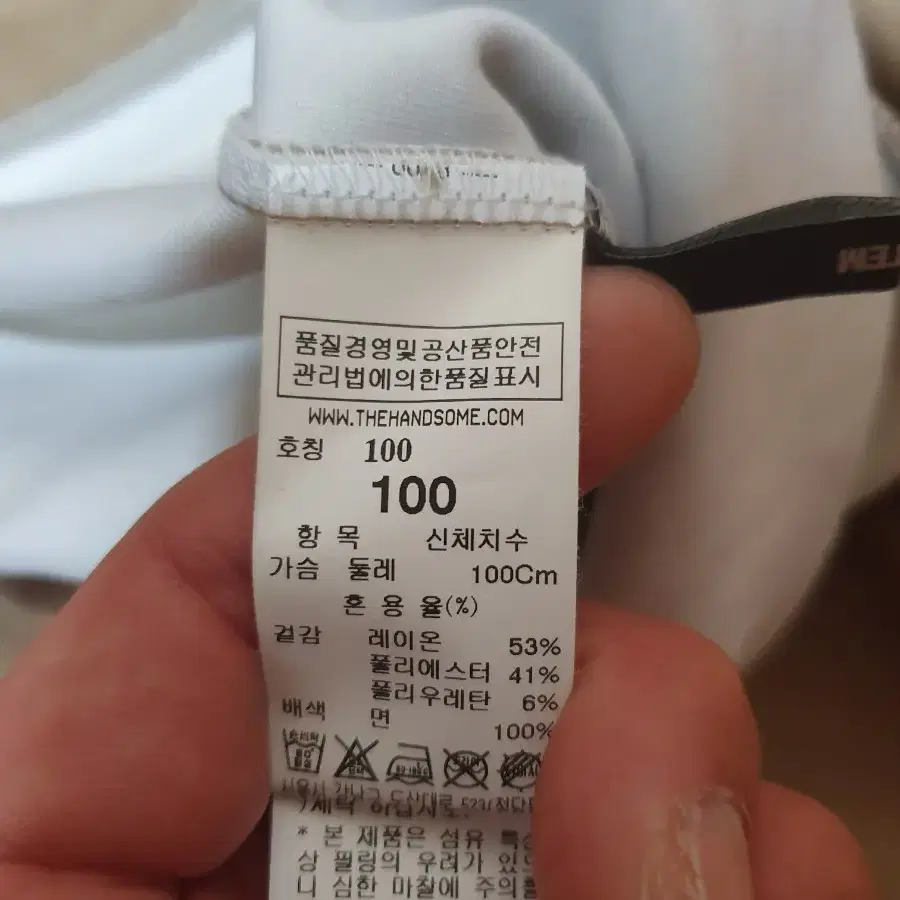 품질경영및공산품안전
관리법에의한품질표시
WWW.THEHANDSOME.COM
호칭 100
100
항 목 신체치수
가슴 둘레 100Cm
혼 용 율(%)
겉감 레이온 53%
폴리에스터 41%
폴리우레탄 6%
배색 면 100%
* 본 제품은 섬유 특
상 필링의 우려가 있
니 심한 마찰에 주의를
LEM